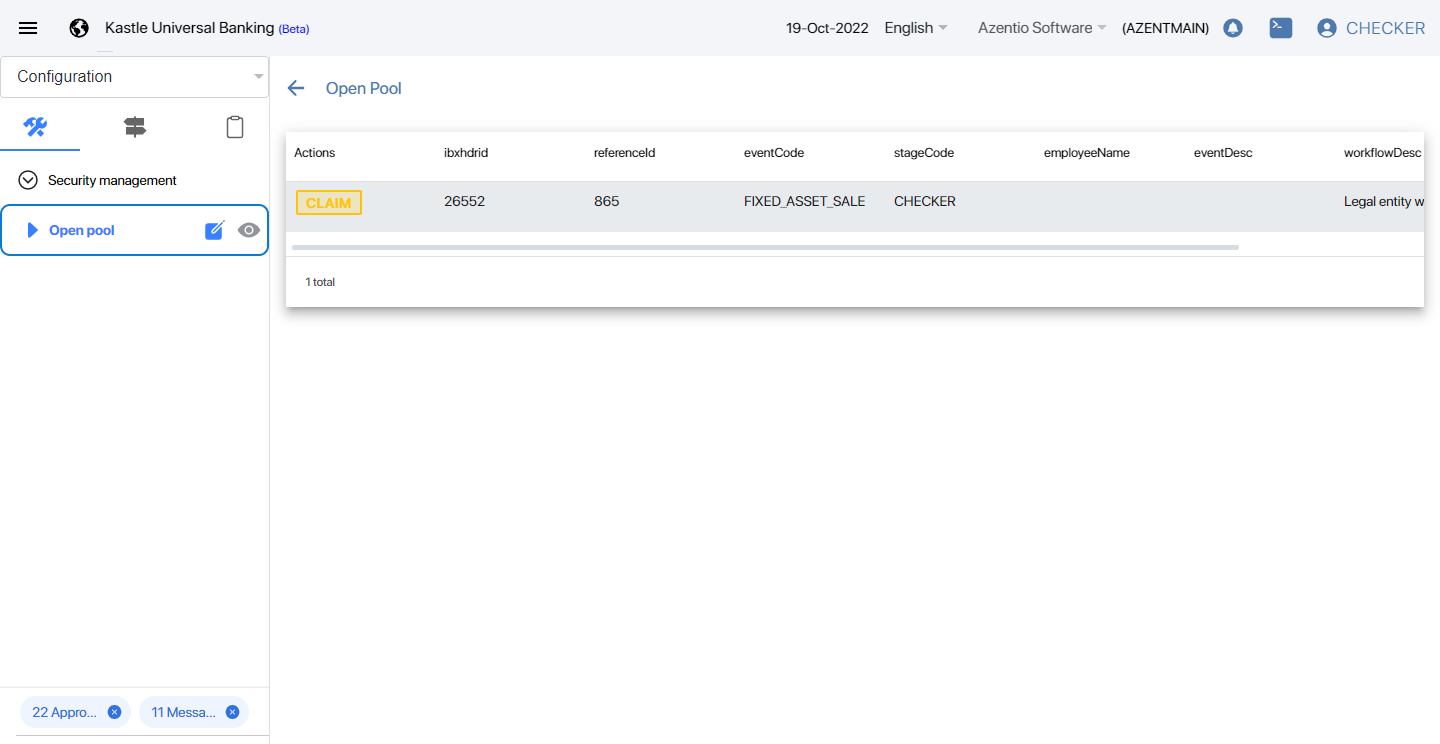 Kastle Universal Banking (Beta)
19-Oct-2022 English Azentio Software (AZENTMAIN) CHECKER
Configuration
Security management
Open pool
22 Appro... 11 Messa...
Open Pool
Actions ibxhdrid referenceId eventCode stageCode employeeName eventDesc workflowDesc
CLAIM 26552 865 FIXED_ASSET_SALE CHECKER Legal entity w
1 total